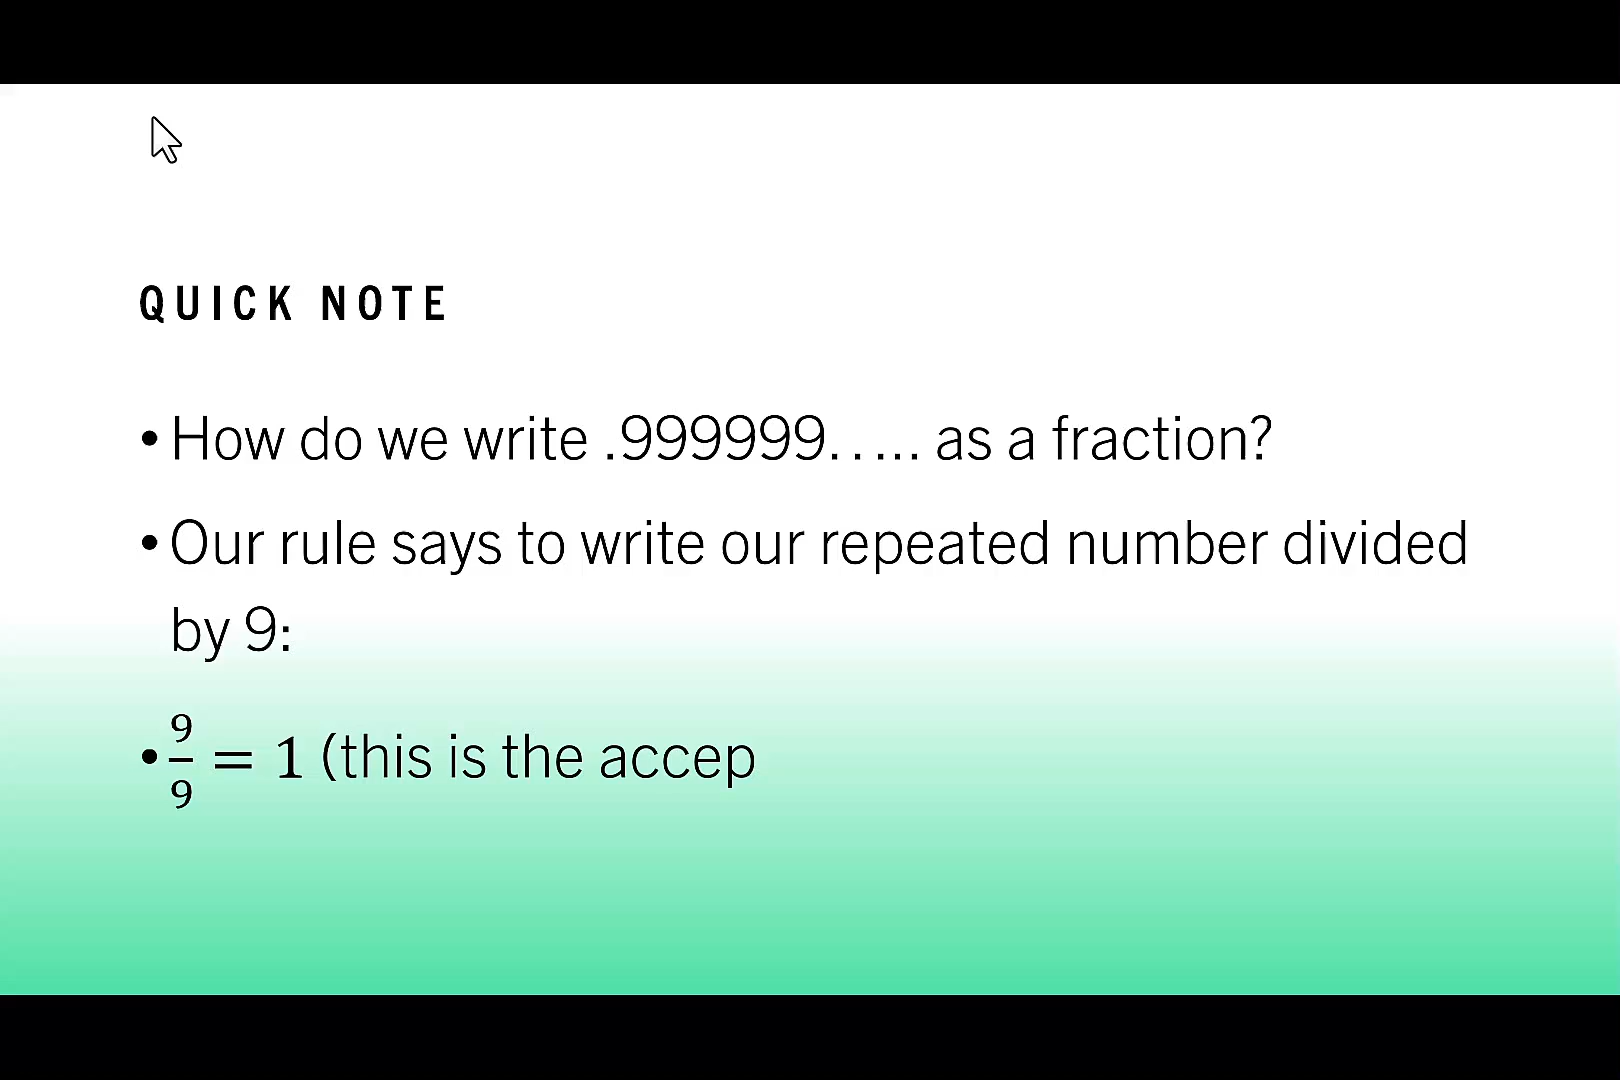 QUICK NOTE
• How do we write .999999...... as a fraction?
• Our rule says to write our repeated number divided
by 9:
• 9/9 = 1 (this is the accep